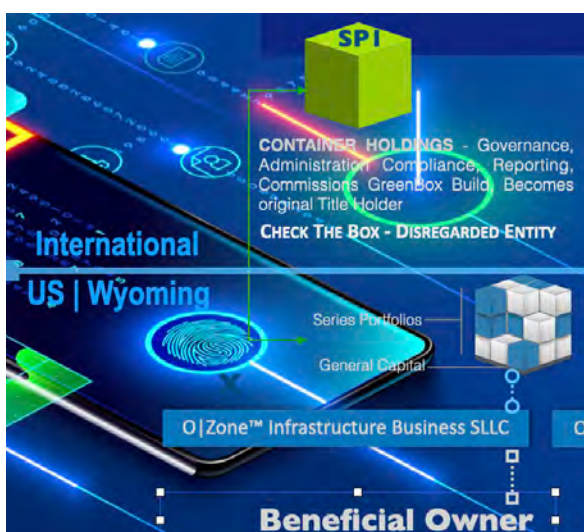 SPI
CONTAINER HOLDINGS - Governance,
Administration Compliance, Reporting,
Commissions GreenBox Build, Becomes
original Title Holder
CHECK THE BOX - DISREGARDED ENTITY
International
US | Wyoming
Series Portfolios
General Capital
O|Zone™ Infrastructure Business SLLC
Beneficial Owner